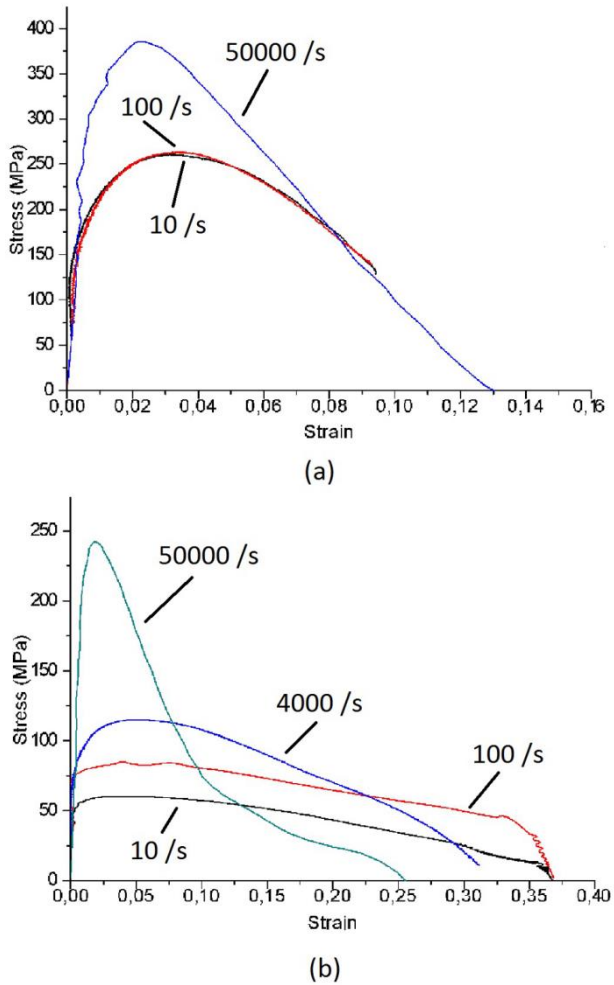 400
350
50000 /s
300
100 /s
250
200
10 /s
150
100
50
0
Stress (MPa)
0,00 0,02 0,04 0,06 0,08 0,10 0,12 0,14 0,16
Strain
(a)
250
50000 /s
200
150
4000 /s
100
100 /s
50
10 /s
0
Stress (MPa)
0,00 0,05 0,10 0,15 0,20 0,25 0,30 0,35 0,40
Strain
(b)